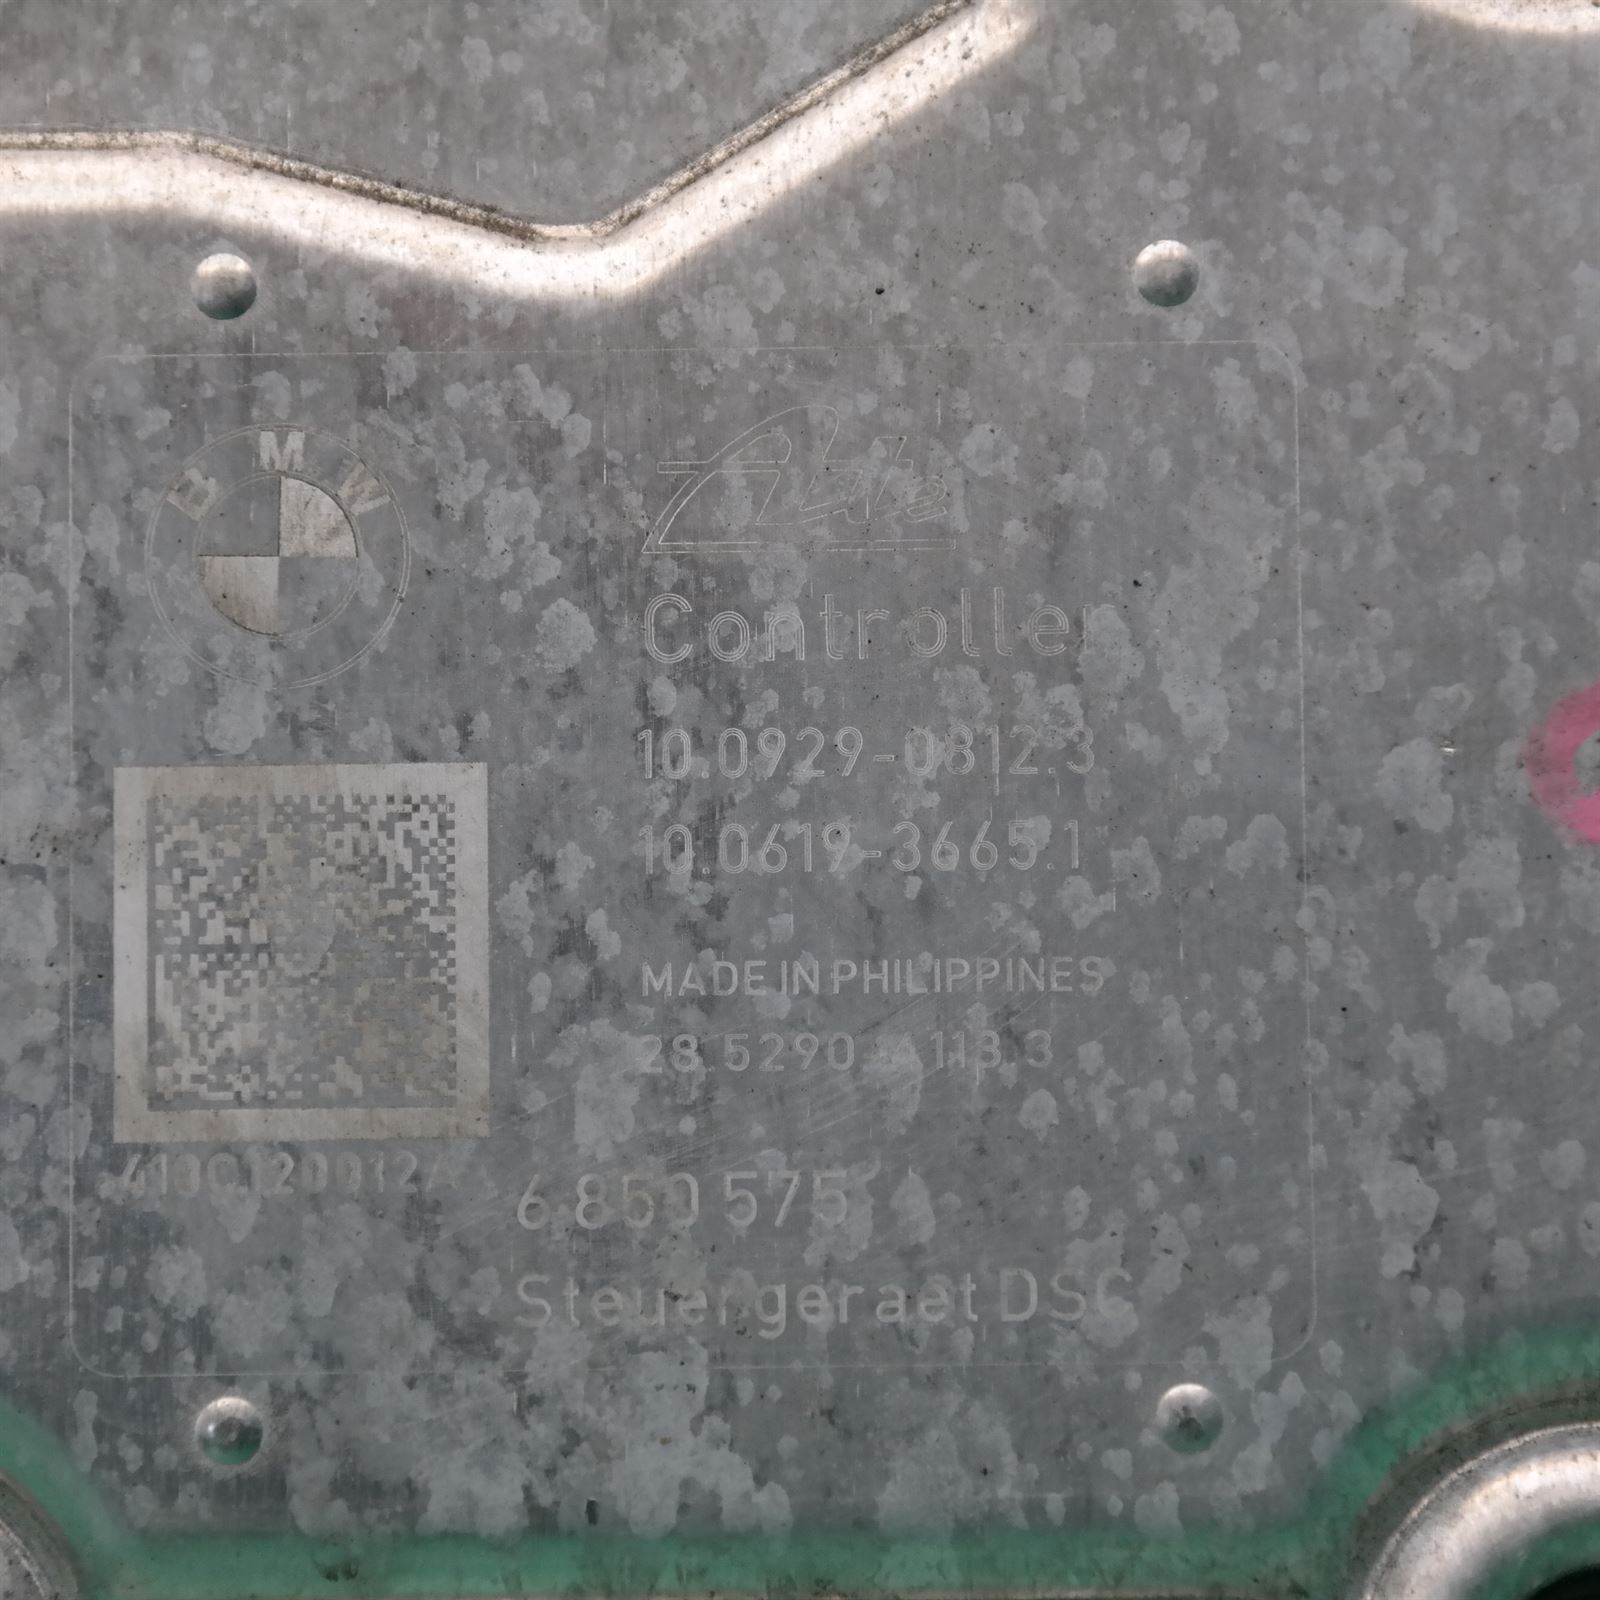 BMW
Ate
Controller
10.0929-0812.3
10.0619-3665.1
MADE IN PHILIPPINES
6 850 575
Steuergeraet DSC